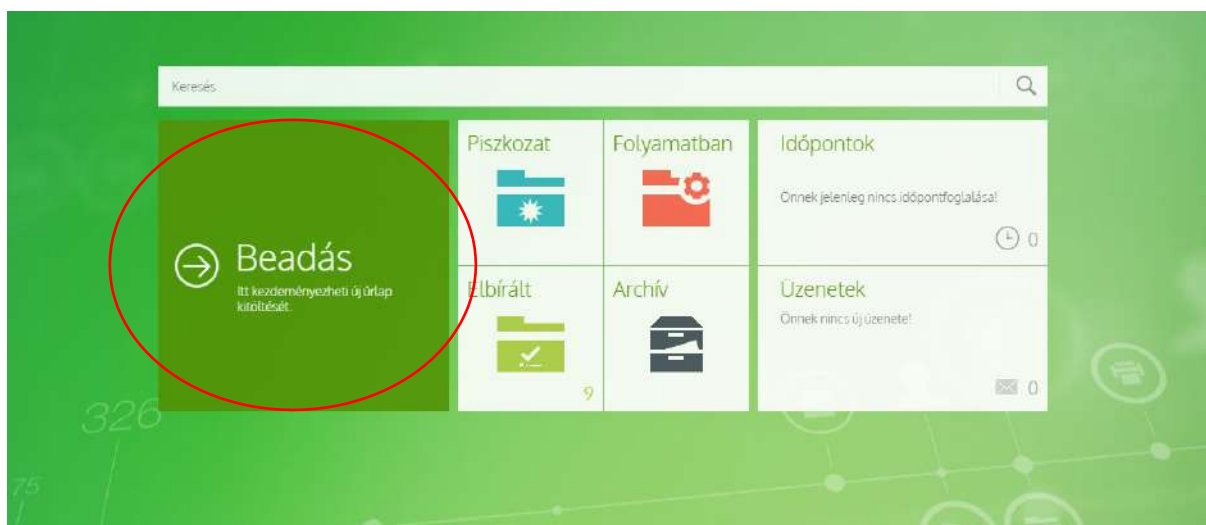 Keresés
Beadás
Itt kezdeményezheti új űrlap
kitöltését.
Piszkozat
Folyamatban
Elbírált
9
Archív
Időpontok
Önnek jelenleg nincs időpontfoglalása!
0
Üzenetek
Önnek nincs új üzenete!
0
326
75